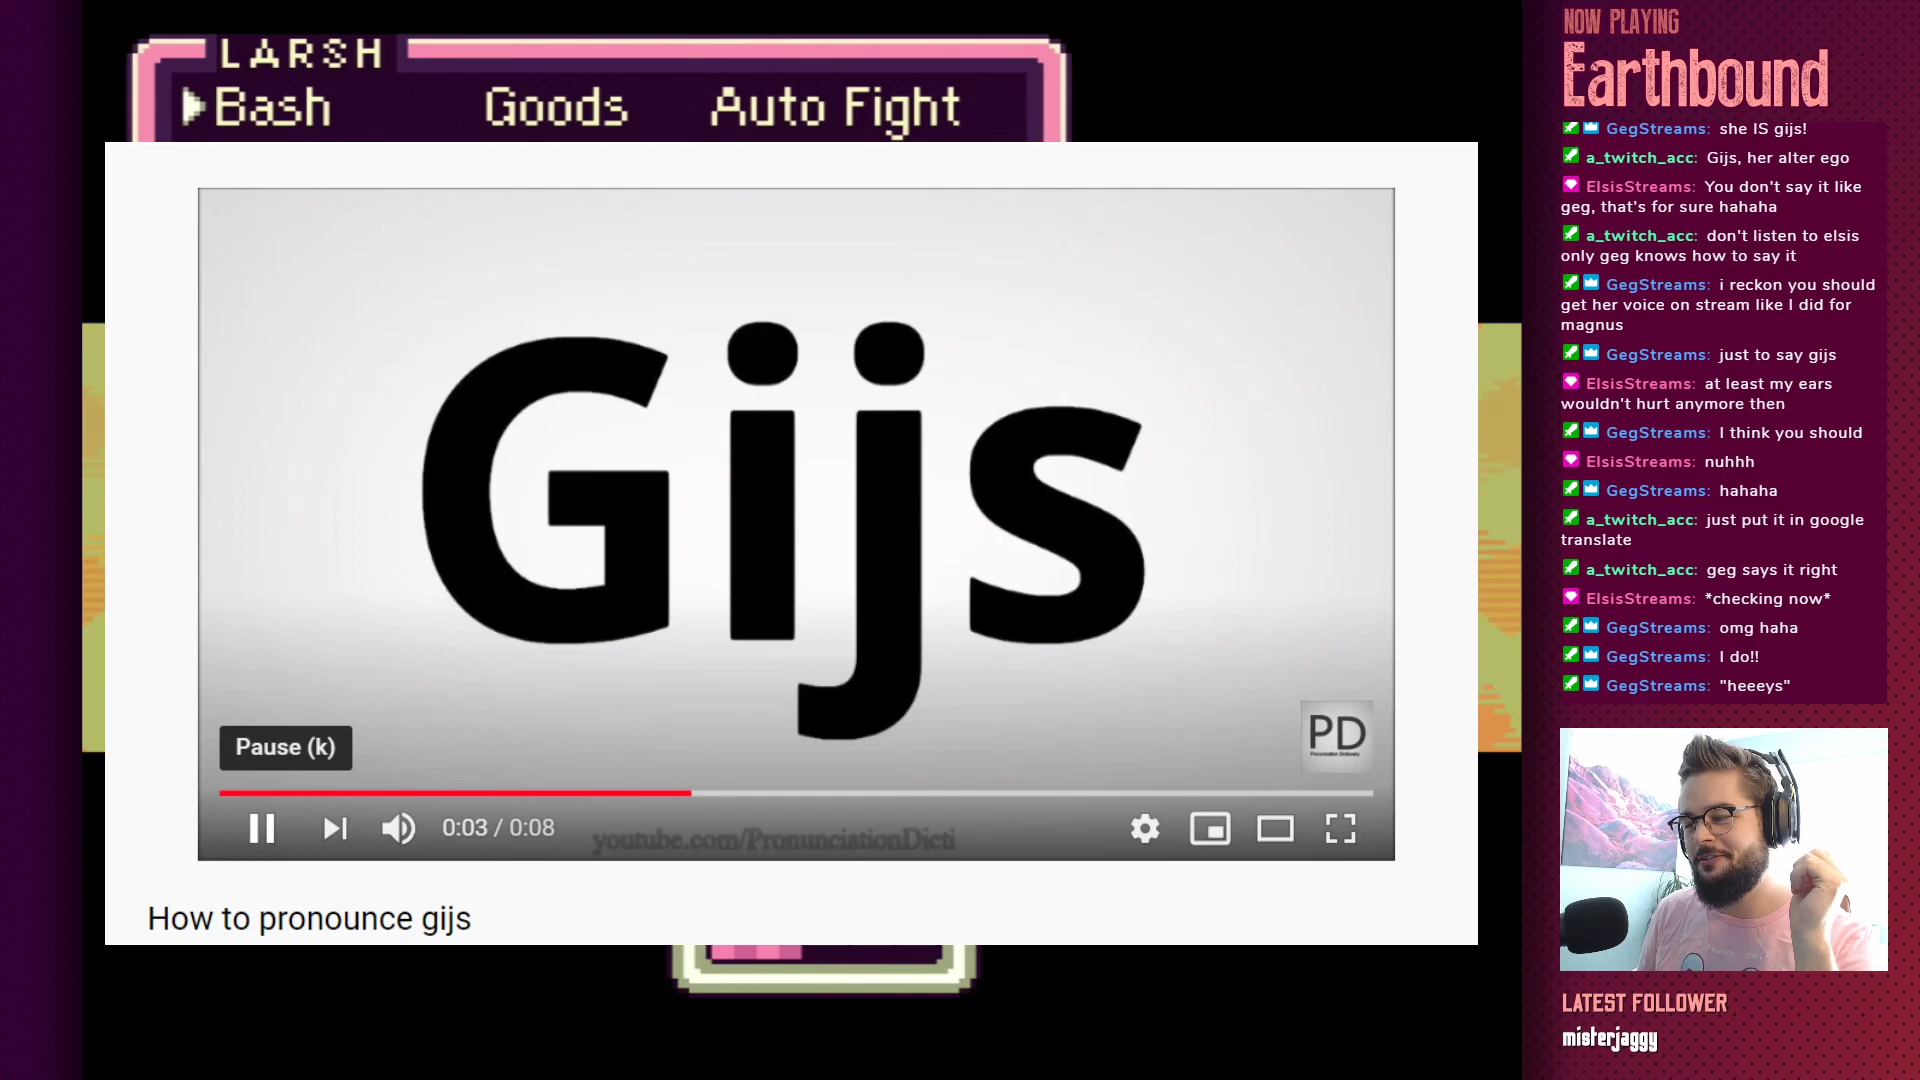 LARSH
Bash Goods Auto Fight
Gijs
Pause (k)
PD
0:03 / 0:08
youtube.com/PronunciationDicti
How to pronounce gijs
NOW PLAYING
Earthbound
GegStreams: she IS gijs!
a_twitch_acc: Gijs, her alter ego
ElsisStreams: You don't say it like
geg, that's for sure hahaha
a_twitch_acc: don't listen to elsis
only geg knows how to say it
GegStreams: i reckon you should
get her voice on stream like I did for
magnus
GegStreams: just to say gijs
ElsisStreams: at least my ears
wouldn't hurt anymore then
GegStreams: I think you should
ElsisStreams: nuhhh
GegStreams: hahaha
a_twitch_acc: just put it in google
translate
a_twitch_acc: geg says it right
ElsisStreams: *checking now*
GegStreams: omg haha
GegStreams: I do!!
GegStreams: "heeeys"
LATEST FOLLOWER
misterjaggy